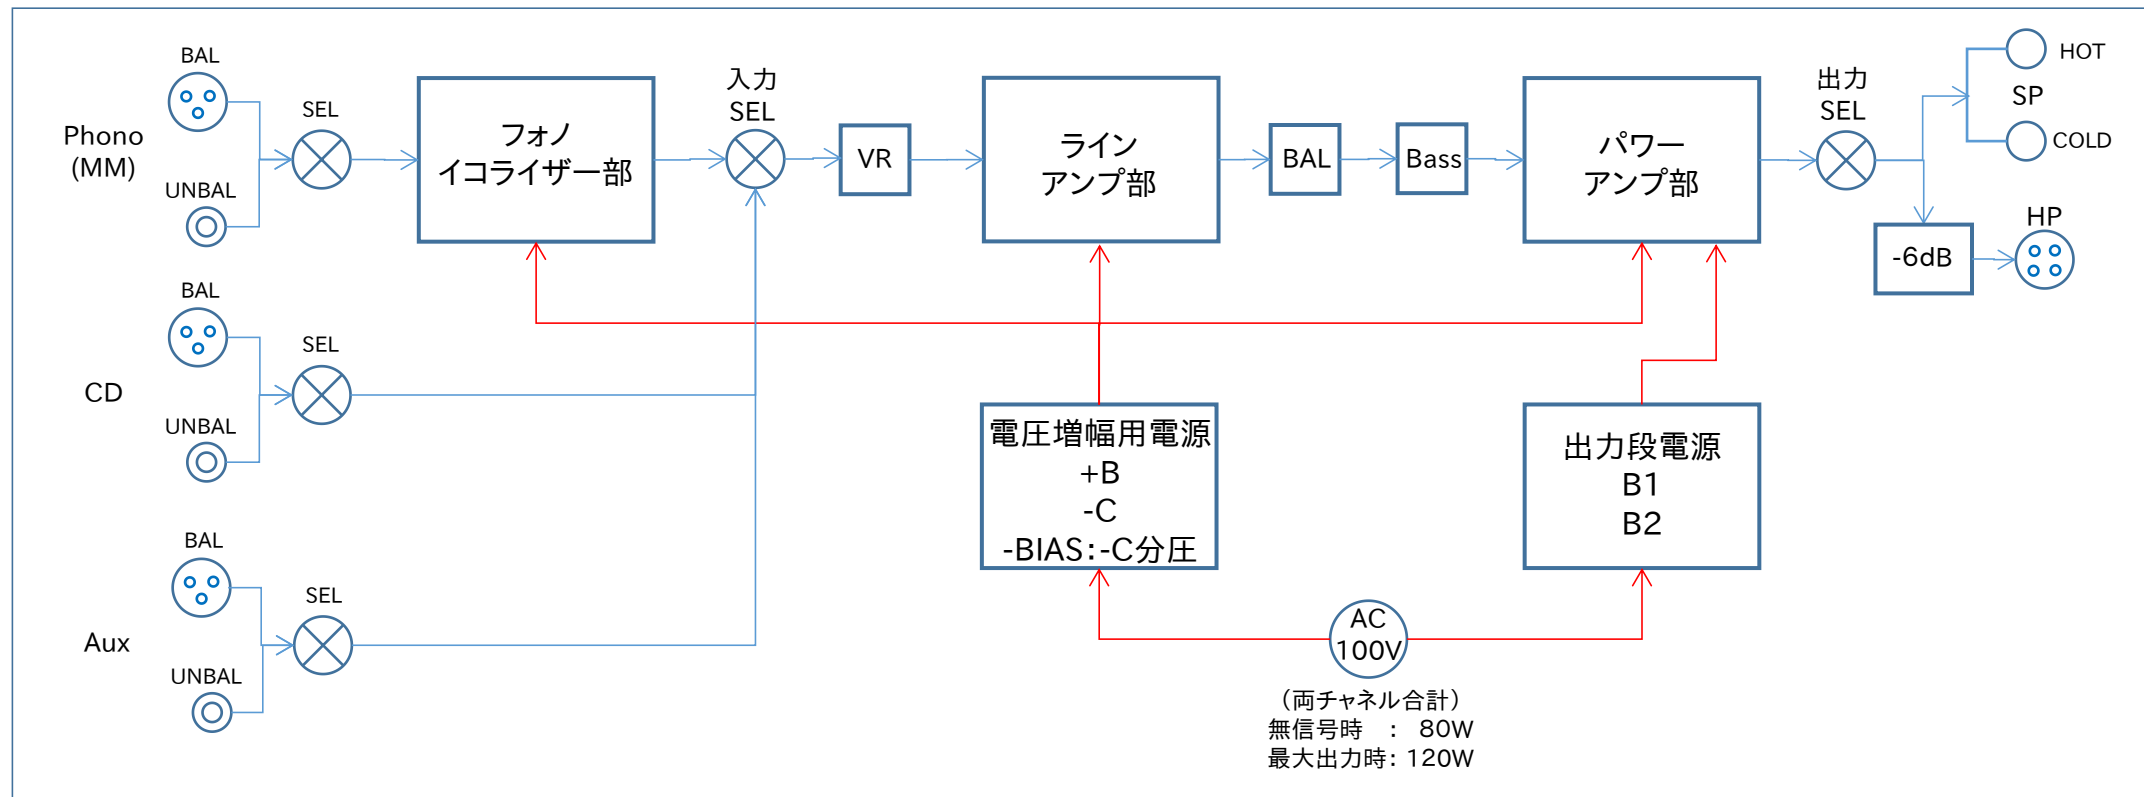 BAL
Phono
(MM)
UNBAL
SEL
フォノ
イコライザー部
入力
SEL
VR
ライン
アンプ部
BAL
Bass
パワー
アンプ部
出力
SEL
HOT
SP
COLD
-6dB
HP
BAL
CD
UNBAL
SEL
電圧増幅用電源
+B
-C
-BIAS:-C分圧
出力段電源
B1
B2
BAL
Aux
UNBAL
SEL
AC
100V
(両チャネル合計)
無信号時 : 80W
最大出力時: 120W